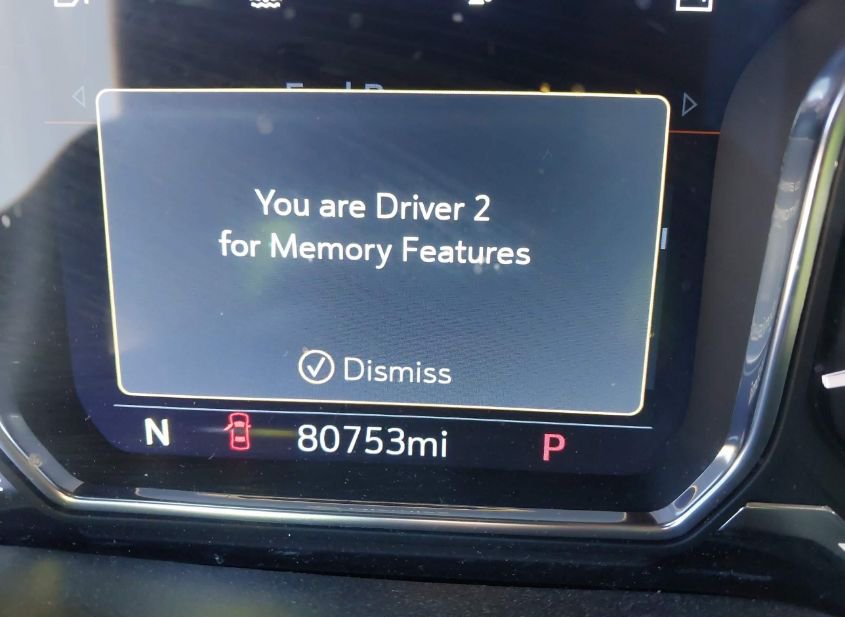 You are Driver 2
for Memory Features
Dismiss
N 80753mi P